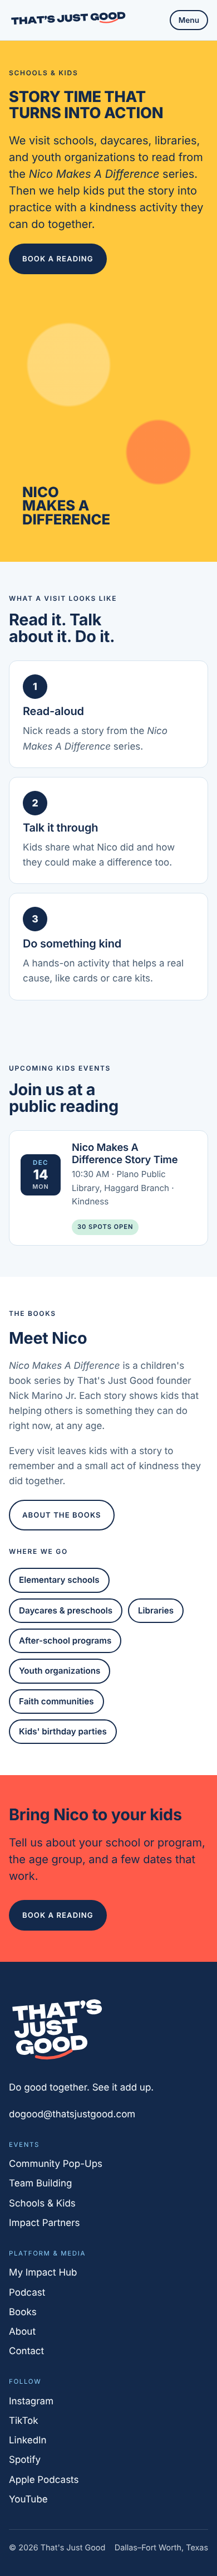 THAT'S JUST GOOD
Menu
SCHOOLS & KIDS
STORY TIME THAT
TURNS INTO ACTION
We visit schools, daycares, libraries,
and youth organizations to read from
the Nico Makes A Difference series.
Then we help kids put the story into
practice with a kindness activity they
can do together.
BOOK A READING
NICO
MAKES A
DIFFERENCE
WHAT A VISIT LOOKS LIKE
Read it. Talk
about it. Do it.
1
Read-aloud
Nick reads a story from the Nico
Makes A Difference series.
2
Talk it through
Kids share what Nico did and how
they could make a difference too.
3
Do something kind
A hands-on activity that helps a real
cause, like cards or care kits.
UPCOMING KIDS EVENTS
Join us at a
public reading
DEC
14
MON
Nico Makes A
Difference Story Time
10:30 AM · Plano Public
Library, Haggard Branch ·
Kindness
30 SPOTS OPEN
THE BOOKS
Meet Nico
Nico Makes A Difference is a children's
book series by That's Just Good founder
Nick Marino Jr. Each story shows kids that
helping others is something they can do
right now, at any age.
Every visit leaves kids with a story to
remember and a small act of kindness they
did together.
ABOUT THE BOOKS
WHERE WE GO
Elementary schools
Daycares & preschools
Libraries
After-school programs
Youth organizations
Faith communities
Kids' birthday parties
Bring Nico to your kids
Tell us about your school or program,
the age group, and a few dates that
work.
BOOK A READING
THAT'S
JUST
GOOD
Do good together. See it add up.
dogood@thatsjustgood.com
EVENTS
Community Pop-Ups
Team Building
Schools & Kids
Impact Partners
PLATFORM & MEDIA
My Impact Hub
Podcast
Books
About
Contact
FOLLOW
Instagram
TikTok
LinkedIn
Spotify
Apple Podcasts
YouTube
© 2026 That's Just Good
Dallas–Fort Worth, Texas